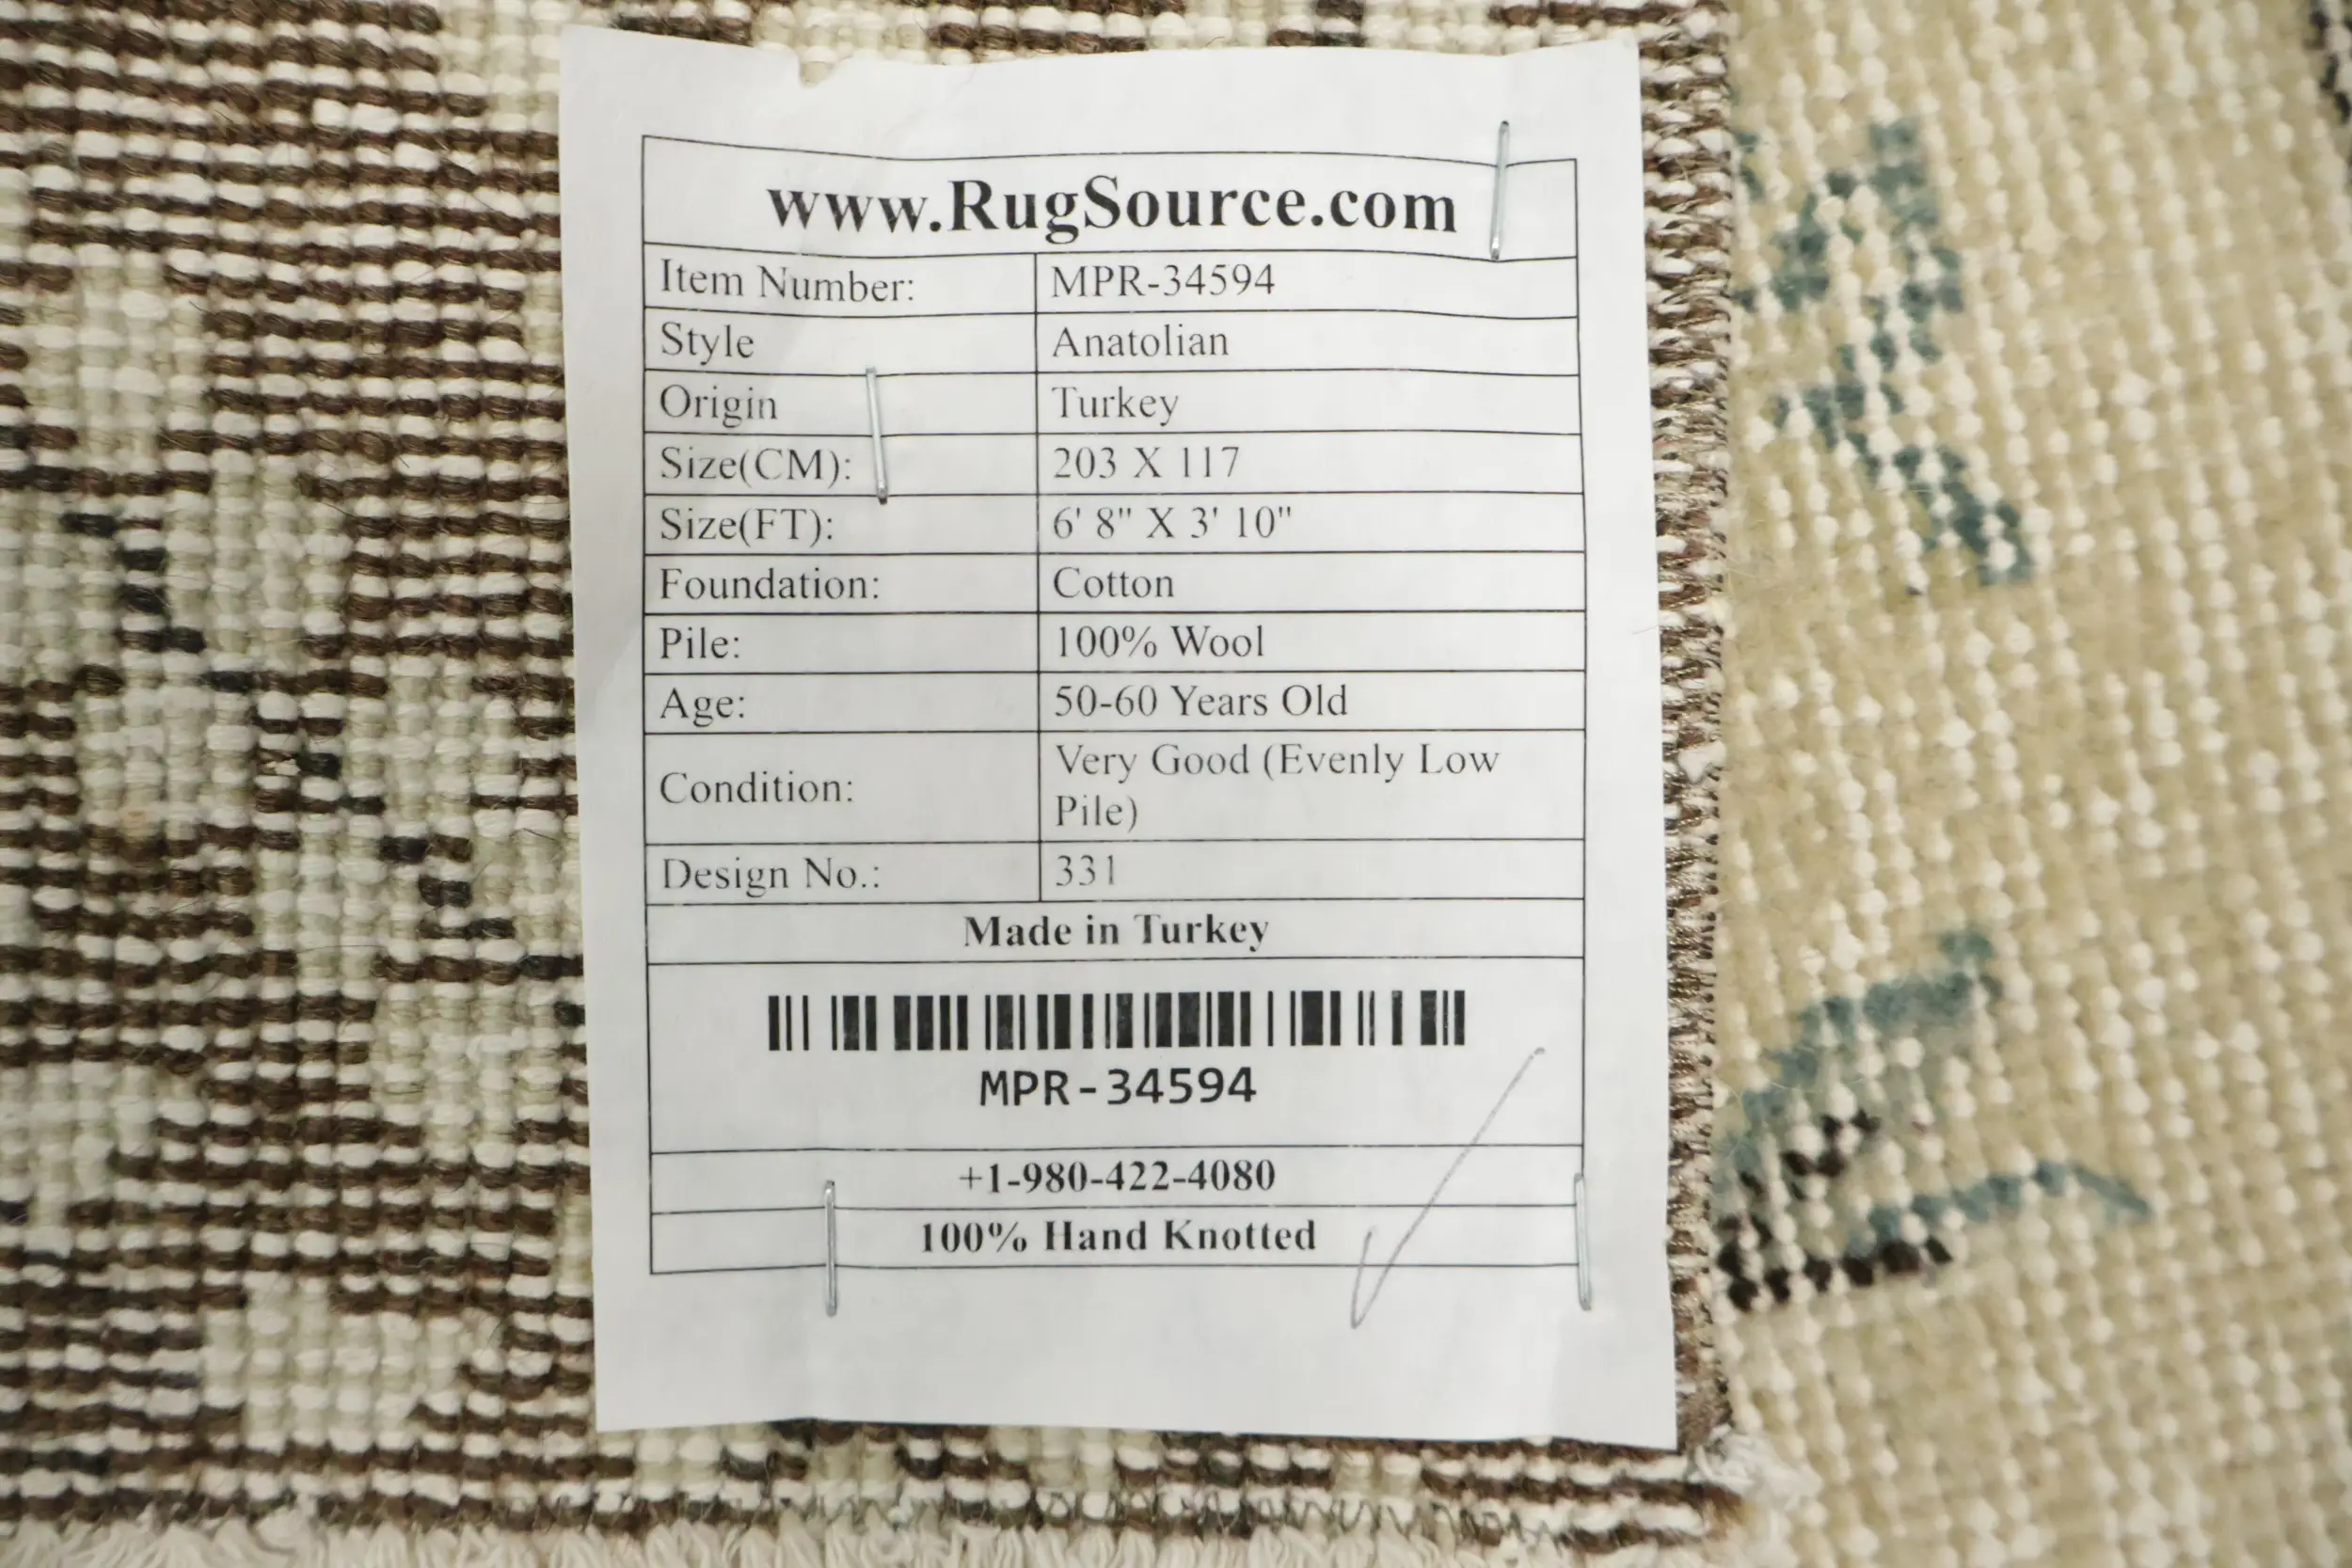 www.RugSource.com
Item Number: MPR-34594
Style Anatolian
Origin Turkey
Size(CM): 203 X 117
Size(FT): 6' 8" X 3' 10"
Foundation: Cotton
Pile: 100% Wool
Age: 50-60 Years Old
Condition: Very Good (Evenly Low
Pile)
Design No.: 331
Made in Turkey
MPR-34594
+1-980-422-4080
100% Hand Knotted